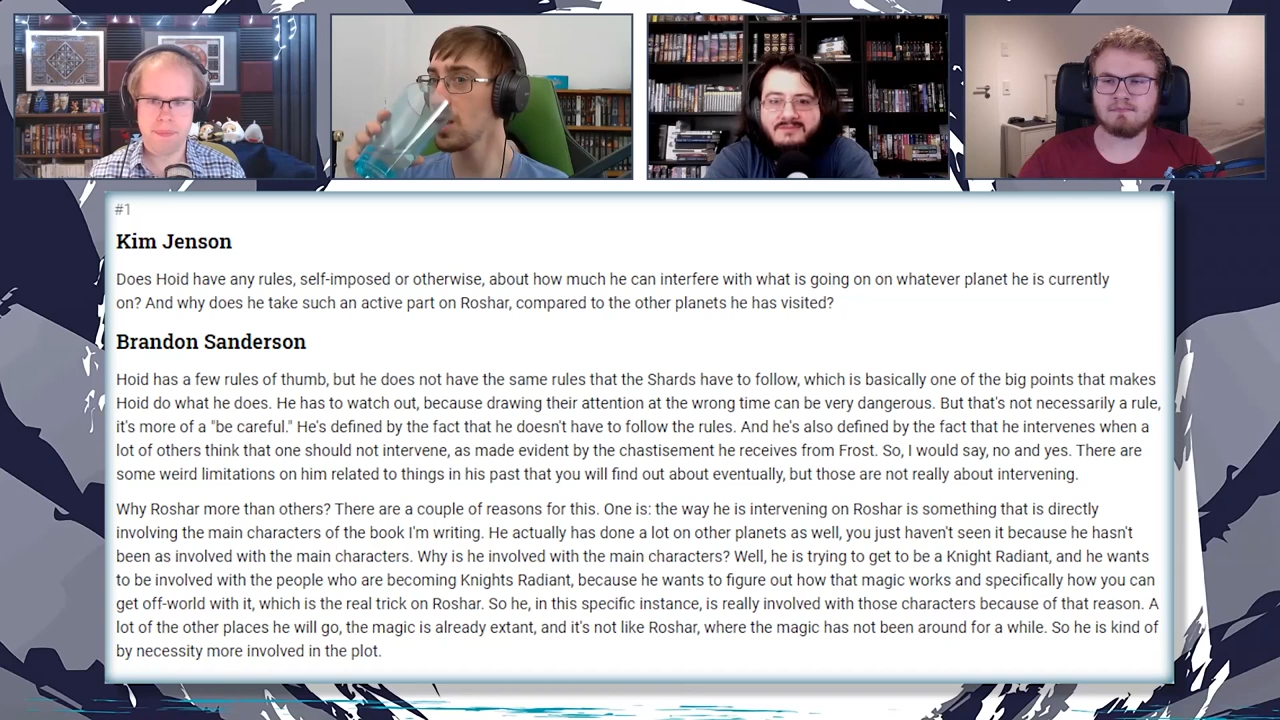 #1
Kim Jenson
Does Hoid have any rules, self-imposed or otherwise, about how much he can interfere with what is going on on whatever planet he is currently
on? And why does he take such an active part on Roshar, compared to the other planets he has visited?
Brandon Sanderson
Hoid has a few rules of thumb, but he does not have the same rules that the Shards have to follow, which is basically one of the big points that makes
Hoid do what he does. He has to watch out, because drawing their attention at the wrong time can be very dangerous. But that's not necessarily a rule,
it's more of a "be careful." He's defined by the fact that he doesn't have to follow the rules. And he's also defined by the fact that he intervenes when a
lot of others think that one should not intervene, as made evident by the chastisement he receives from Frost. So, I would say, no and yes. There are
some weird limitations on him related to things in his past that you will find out about eventually, but those are not really about intervening.
Why Roshar more than others? There are a couple of reasons for this. One is: the way he is intervening on Roshar is something that is directly
involving the main characters of the book I'm writing. He actually has done a lot on other planets as well, you just haven't seen it because he hasn't
been as involved with the main characters. Why is he involved with the main characters? Well, he is trying to get to be a Knight Radiant, and he wants
to be involved with the people who are becoming Knights Radiant, because he wants to figure out how that magic works and specifically how you can
get off-world with it, which is the real trick on Roshar. So he, in this specific instance, is really involved with those characters because of that reason. A
lot of the other places he will go, the magic is already extant, and it's not like Roshar, where the magic has not been around for a while. So he is kind of
by necessity more involved in the plot.